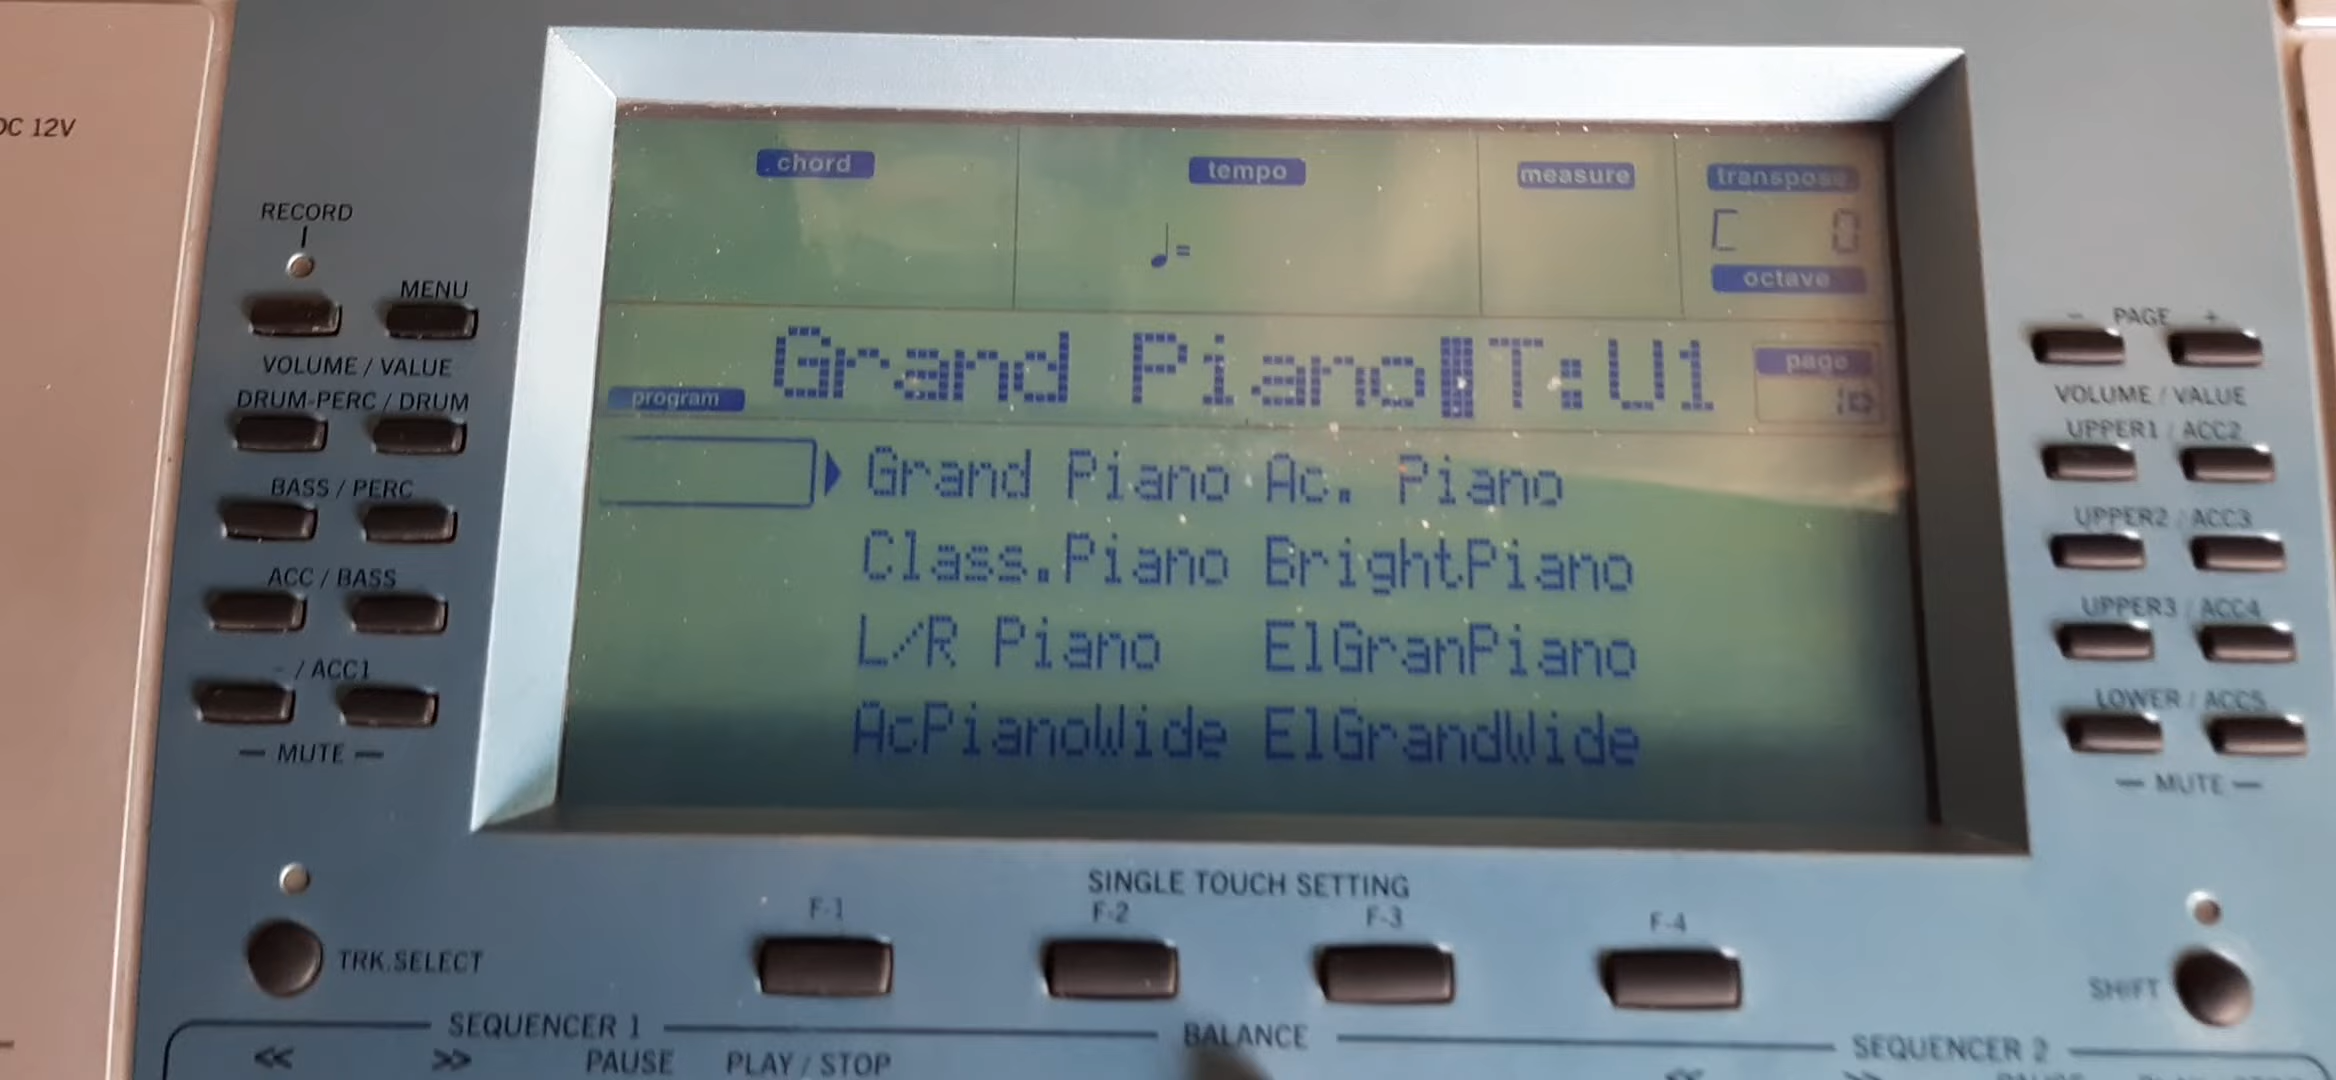 DC 12V
RECORD
MENU
VOLUME / VALUE
DRUM-PERC / DRUM
BASS / PERC
ACC / BASS
- / ACC1
— MUTE —
TRK.SELECT
chord
tempo
measure
transpose
♩=
C 0
octave
program
Grand Piano|T:U1
page
Grand Piano Ac. Piano
Class.Piano BrightPiano
L/R Piano ElGranPiano
AcPianoWide ElGrandWide
- PAGE +
VOLUME / VALUE
UPPER1 / ACC2
UPPER2 / ACC3
UPPER3 / ACC4
LOWER / ACC5
— MUTE —
SHIFT
SINGLE TOUCH SETTING
F-1 F-2 F-3 F-4
SEQUENCER 1 BALANCE SEQUENCER 2
<< >> PAUSE PLAY / STOP